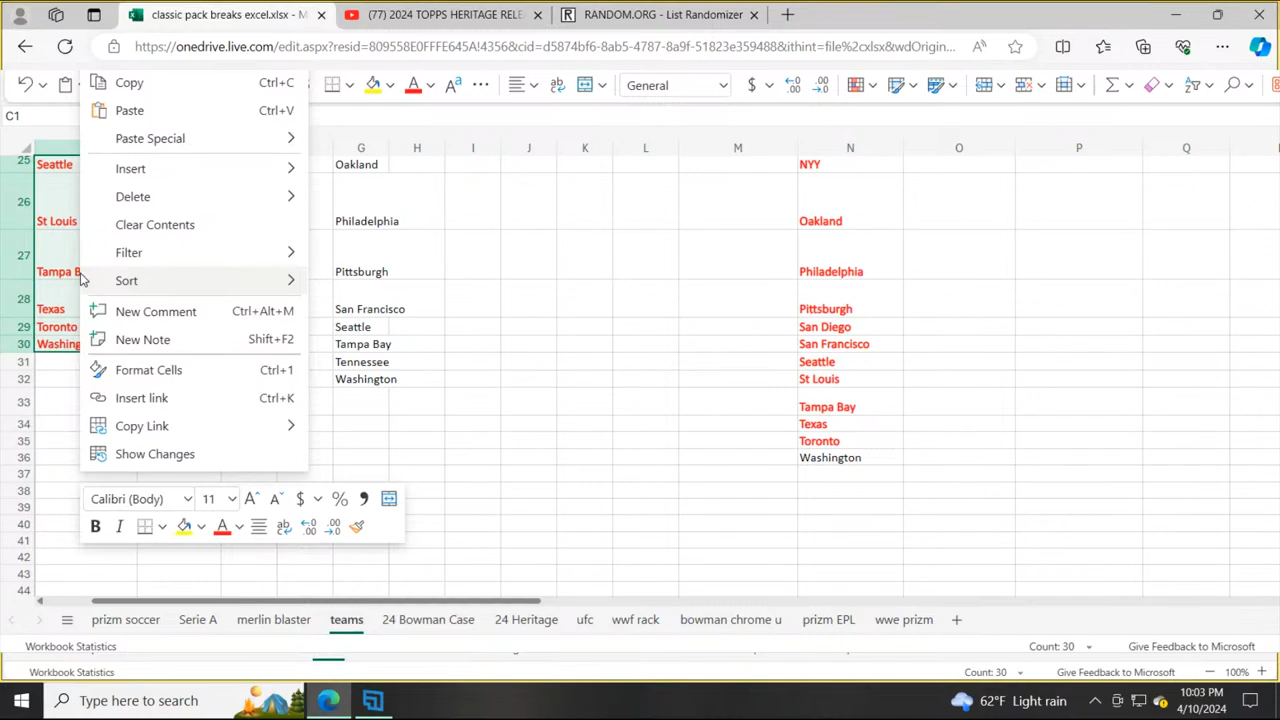 classic pack breaks excel.xlsx - M
(77) 2024 TOPPS HERITAGE RELE
RANDOM.ORG - List Randomizer
https://onedrive.live.com/edit.aspx?resid=809558E0FFFE645A!4356&cid=d5874bf6-8ab5-4787-8a9f-51823e359488&ithint=file%2cxlsx&wdOrigin...
General
C1
G H I J K L M N O P Q R
25 Seattle Oakland NYY
26 St Louis Philadelphia Oakland
27 Tampa B Pittsburgh Philadelphia
28 Texas San Francisco Pittsburgh
29 Toronto Seattle San Diego
30 Washing Tampa Bay San Francisco
31 Tennessee Seattle
32 Washington St Louis
33 Tampa Bay
34 Texas
35 Toronto
36 Washington
37
38
39
40
41
42
43
44
Copy Ctrl+C
Paste Ctrl+V
Paste Special
Insert
Delete
Clear Contents
Filter
Sort
New Comment Ctrl+Alt+M
New Note Shift+F2
Format Cells Ctrl+1
Insert link Ctrl+K
Copy Link
Show Changes
Calibri (Body) 11
prizm soccer Serie A merlin blaster teams 24 Bowman Case 24 Heritage ufc wwf rack bowman chrome u prizm EPL wwe prizm
Workbook Statistics Count: 30 Give Feedback to Microsoft
Workbook Statistics Count: 30 Give Feedback to Microsoft 100%
Type here to search
62°F Light rain
10:03 PM
4/10/2024